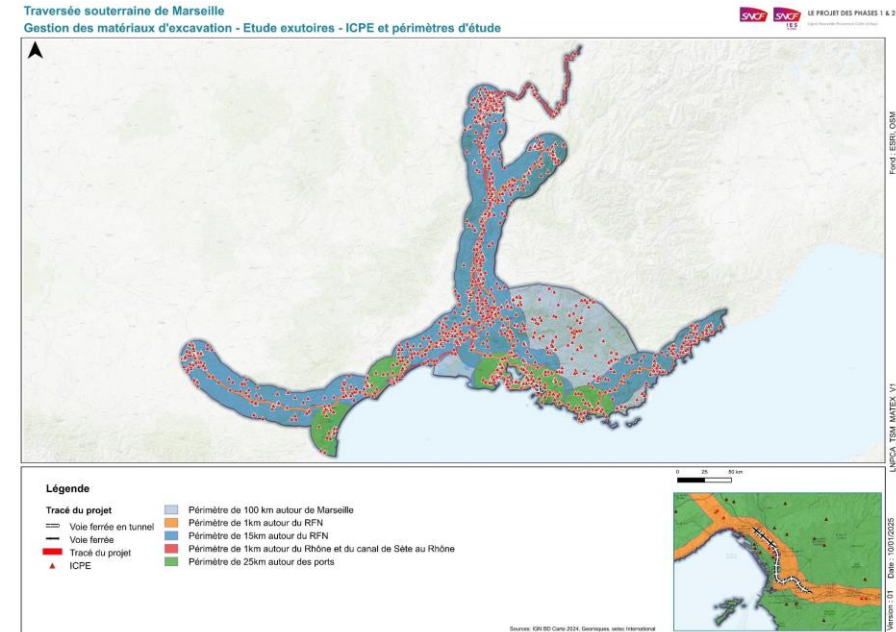 Traversée souterraine de Marseille
Gestion des matériaux d'excavation - Etude exutoires - ICPE et périmètres d'étude
SNCF
SNCF
LE PROJET DES PHASES 1 & 2
Fond : ESRI, OSM
LNPCA_TSM_MATEX_V1
Date : 10/01/2025
Version : 01
Légende
Tracé du projet
Voie ferrée en tunnel
Voie ferrée
Tracé du projet
ICPE
Périmètre de 100 km autour de Marseille
Périmètre de 1km autour du RFN
Périmètre de 15km autour du RFN
Périmètre de 1km autour du Rhône et du canal de Sète au Rhône
Périmètre de 25km autour des ports
0 25 50 km
Sources: IGN BD Carto 2024, Georisques, setec International